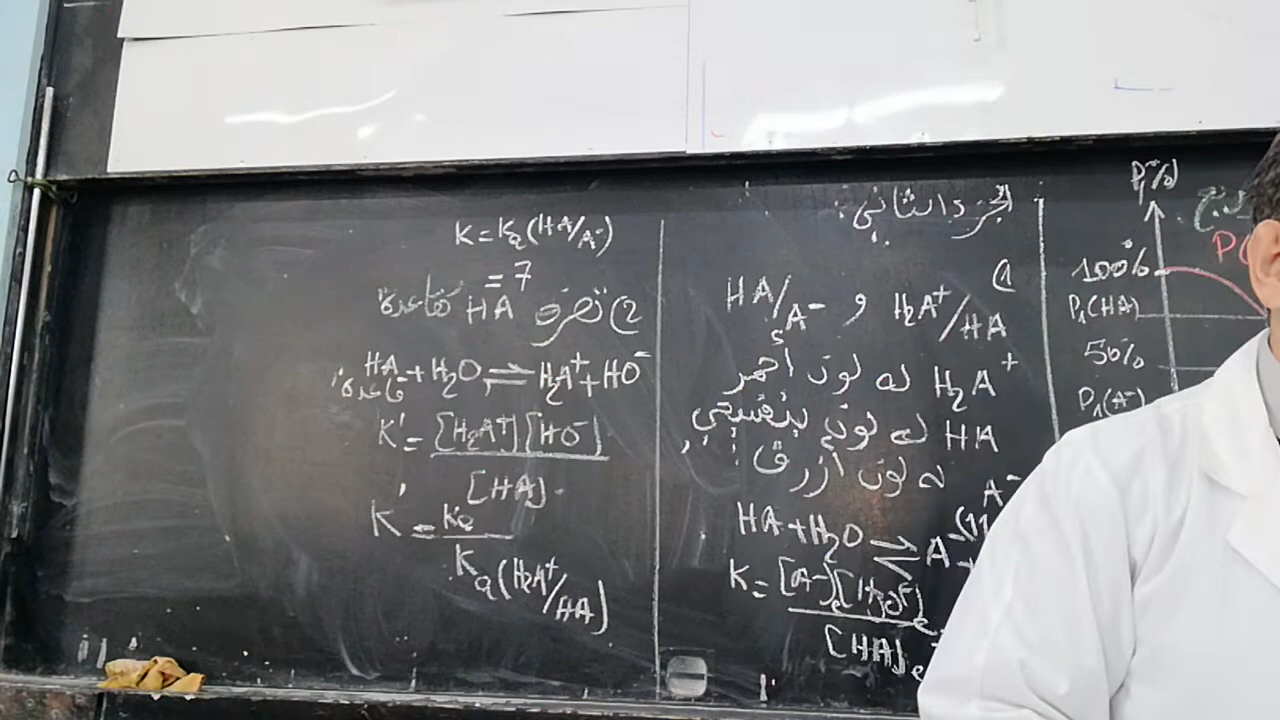 الجزء الثاني:
(1
HA/A⁻ و H₂A⁺/HA
H₂A⁺ له لون أحمر
HA له لون بنفسجي
A⁻ له لون أزرق
HA+H₂O ⇌ A
K = [A⁻]ₑ[H₃O⁺]ₑ
[HA]ₑ
K = Kₐ(HA/A⁻)
= 7
2) تصرف HA كقاعدة
HA + H₂O ⇌ H₂A⁺ + HO⁻
قاعدة
K' = [H₂A⁺][HO⁻]
[HA]
K' = Kₑ
Kₐ(H₂A⁺/HA)
100%
P₁(HA)
50%
P₁(A⁻)